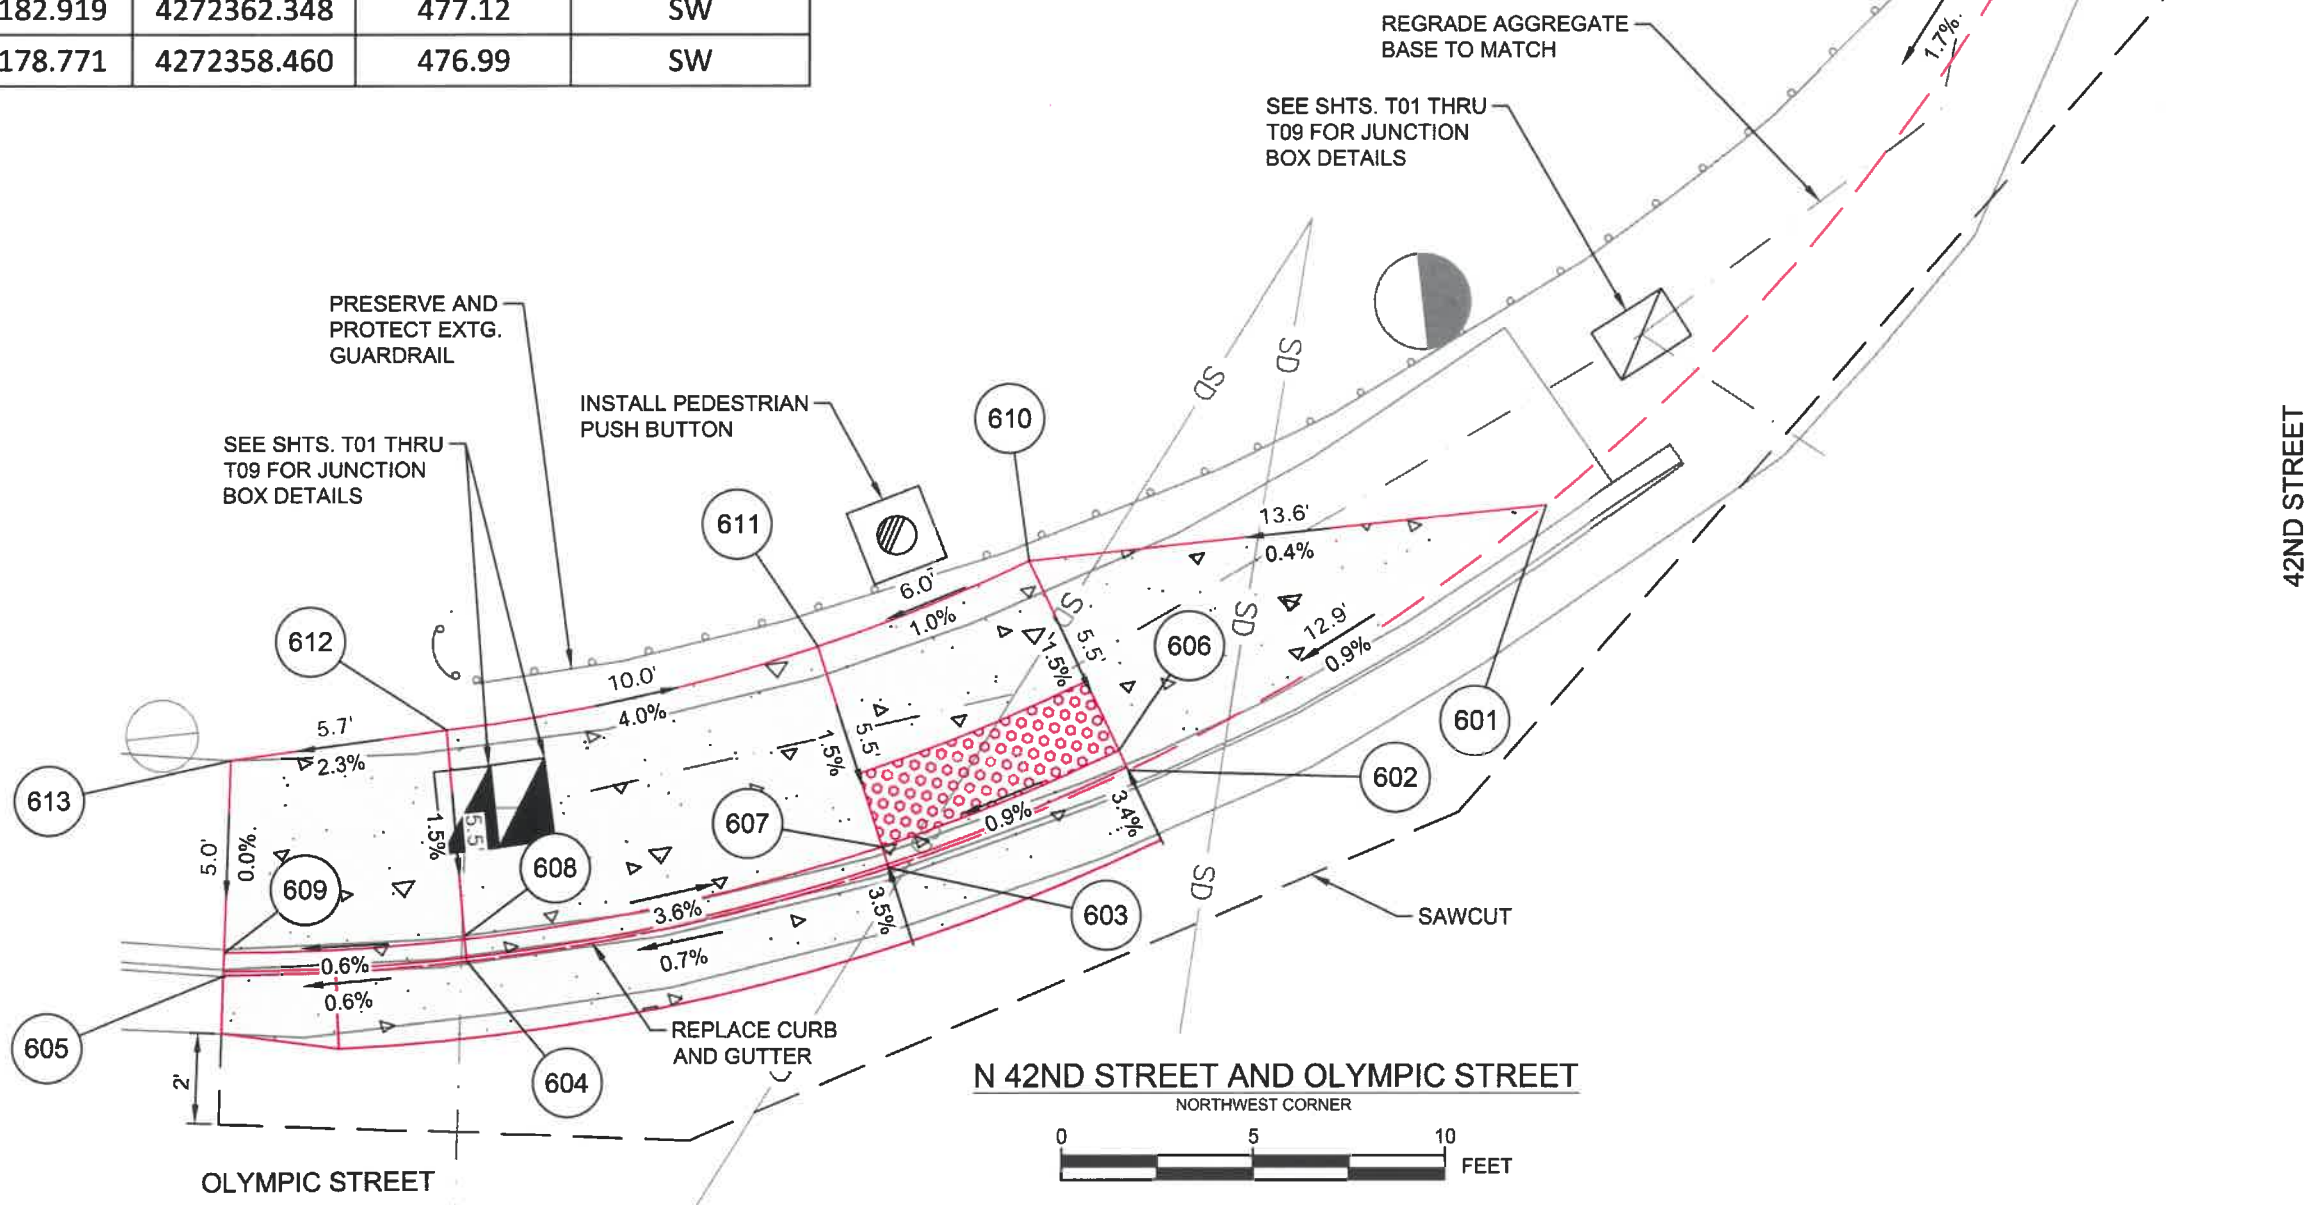 182.919 4272362.348 477.12 SW
178.771 4272358.460 476.99 SW
REGRADE AGGREGATE
BASE TO MATCH
1.7%
SEE SHTS. T01 THRU
T09 FOR JUNCTION
BOX DETAILS
PRESERVE AND
PROTECT EXTG.
GUARDRAIL
INSTALL PEDESTRIAN
PUSH BUTTON
SEE SHTS. T01 THRU
T09 FOR JUNCTION
BOX DETAILS
610
611
612
613
SD
SD
SD
SD
SD
13.6'
0.4%
6.0'
1.0%
10.0'
4.0%
5.7'
2.3%
5.5'
1.5%
12.9'
0.9%
606
601
602
5.5'
1.5%
5.5'
1.5%
5.0'
0.0%
607
608
609
0.9%
3.4%
3.5%
603
3.6%
0.7%
0.6%
0.6%
SAWCUT
605
604
REPLACE CURB
AND GUTTER
2'
42ND STREET
OLYMPIC STREET
N 42ND STREET AND OLYMPIC STREET
NORTHWEST CORNER
0 5 10
FEET